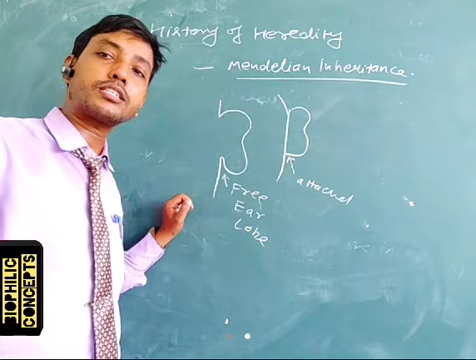 History of Heredity
– Mendelian Inheritance.
Free
Ear
Lobe
attached
BIOPHILIC
CONCEPTS